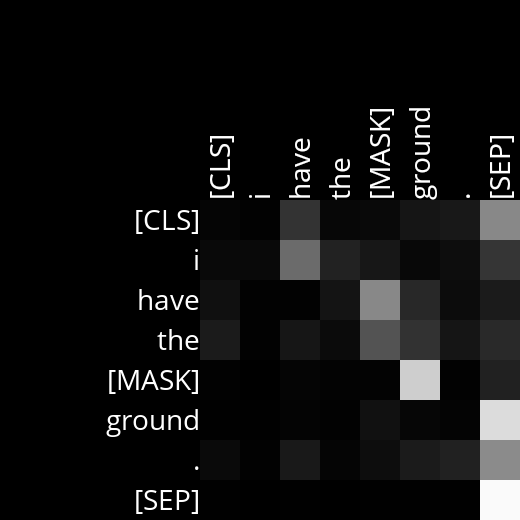 [CLS]
i
have
the
[MASK]
ground
.
[SEP]
[CLS]
i
have
the
[MASK]
ground
.
[SEP]